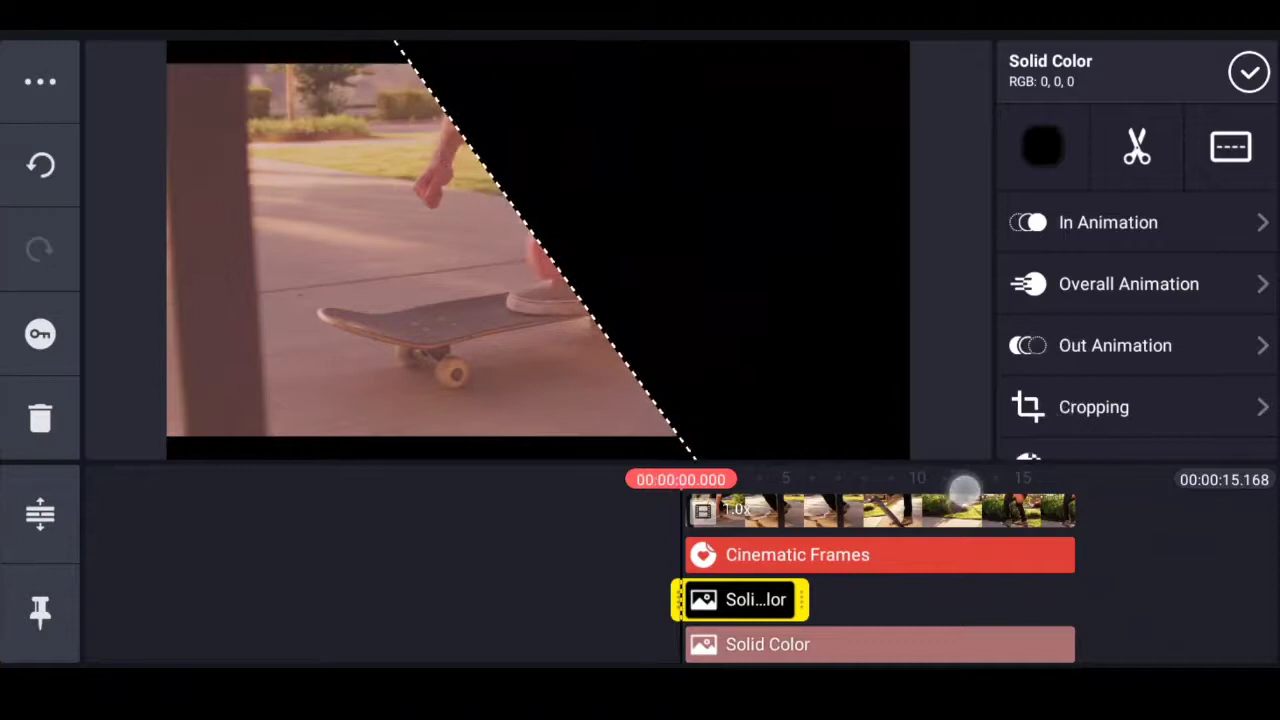 Solid Color
RGB: 0, 0, 0
In Animation
Overall Animation
Out Animation
Cropping
00:00:00.000
5
10
15
00:00:15.168
1.0x
Cinematic Frames
Soli...lor
Solid Color